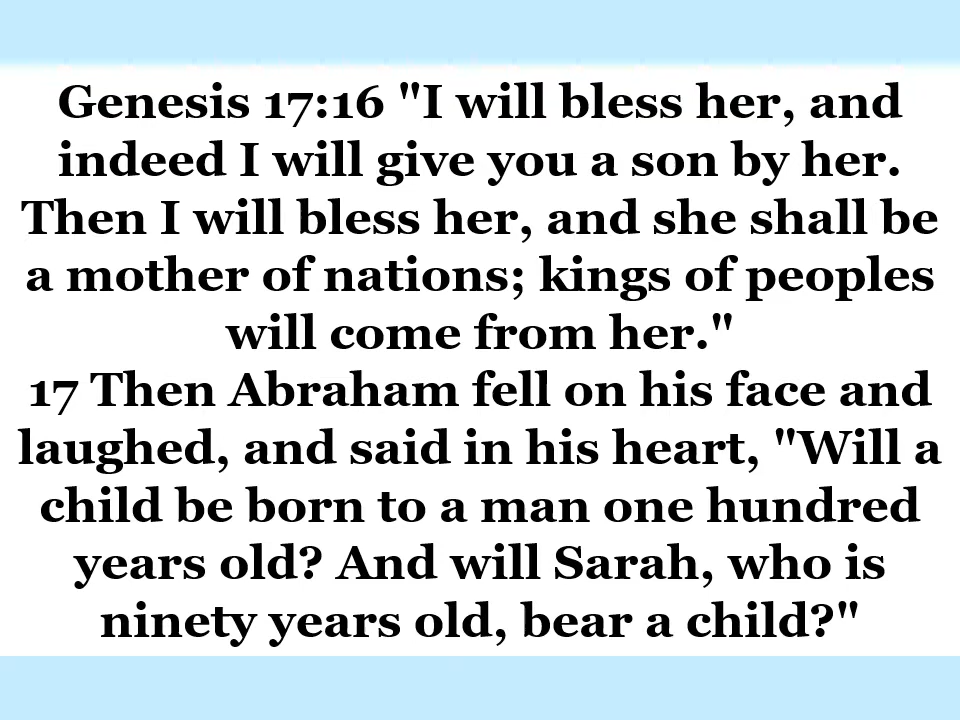 Genesis 17:16 "I will bless her, and
indeed I will give you a son by her.
Then I will bless her, and she shall be
a mother of nations; kings of peoples
will come from her."
17 Then Abraham fell on his face and
laughed, and said in his heart, "Will a
child be born to a man one hundred
years old? And will Sarah, who is
ninety years old, bear a child?"